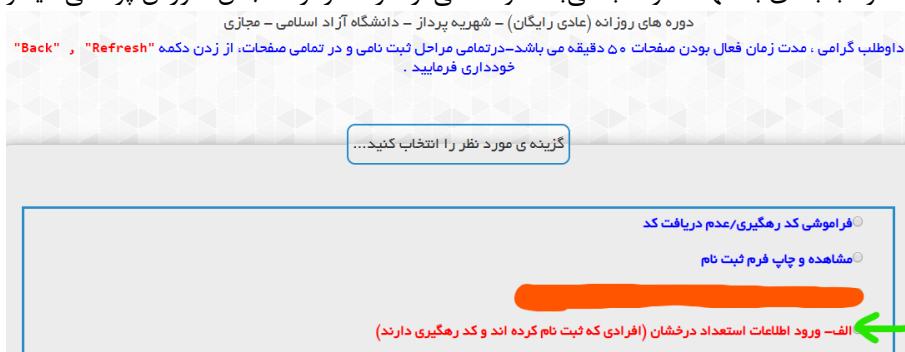 دوره های روزانه (عادی رایگان) – شهریه پرداز – دانشگاه آزاد اسلامی – مجازی
داوطلب گرامی ، مدت زمان فعال بودن صفحات ۵۰ دقیقه می باشد–درتمامی مراحل ثبت نامی و در تمامی صفحات، از زدن دکمه "Back" , "Refresh"
خودداری فرمایید .
گزینه ی مورد نظر را انتخاب کنید...
فراموشی کد رهگیری/عدم دریافت کد
مشاهده و چاپ فرم ثبت نام
الف– ورود اطلاعات استعداد درخشان (افرادی که ثبت نام کرده اند و کد رهگیری دارند)